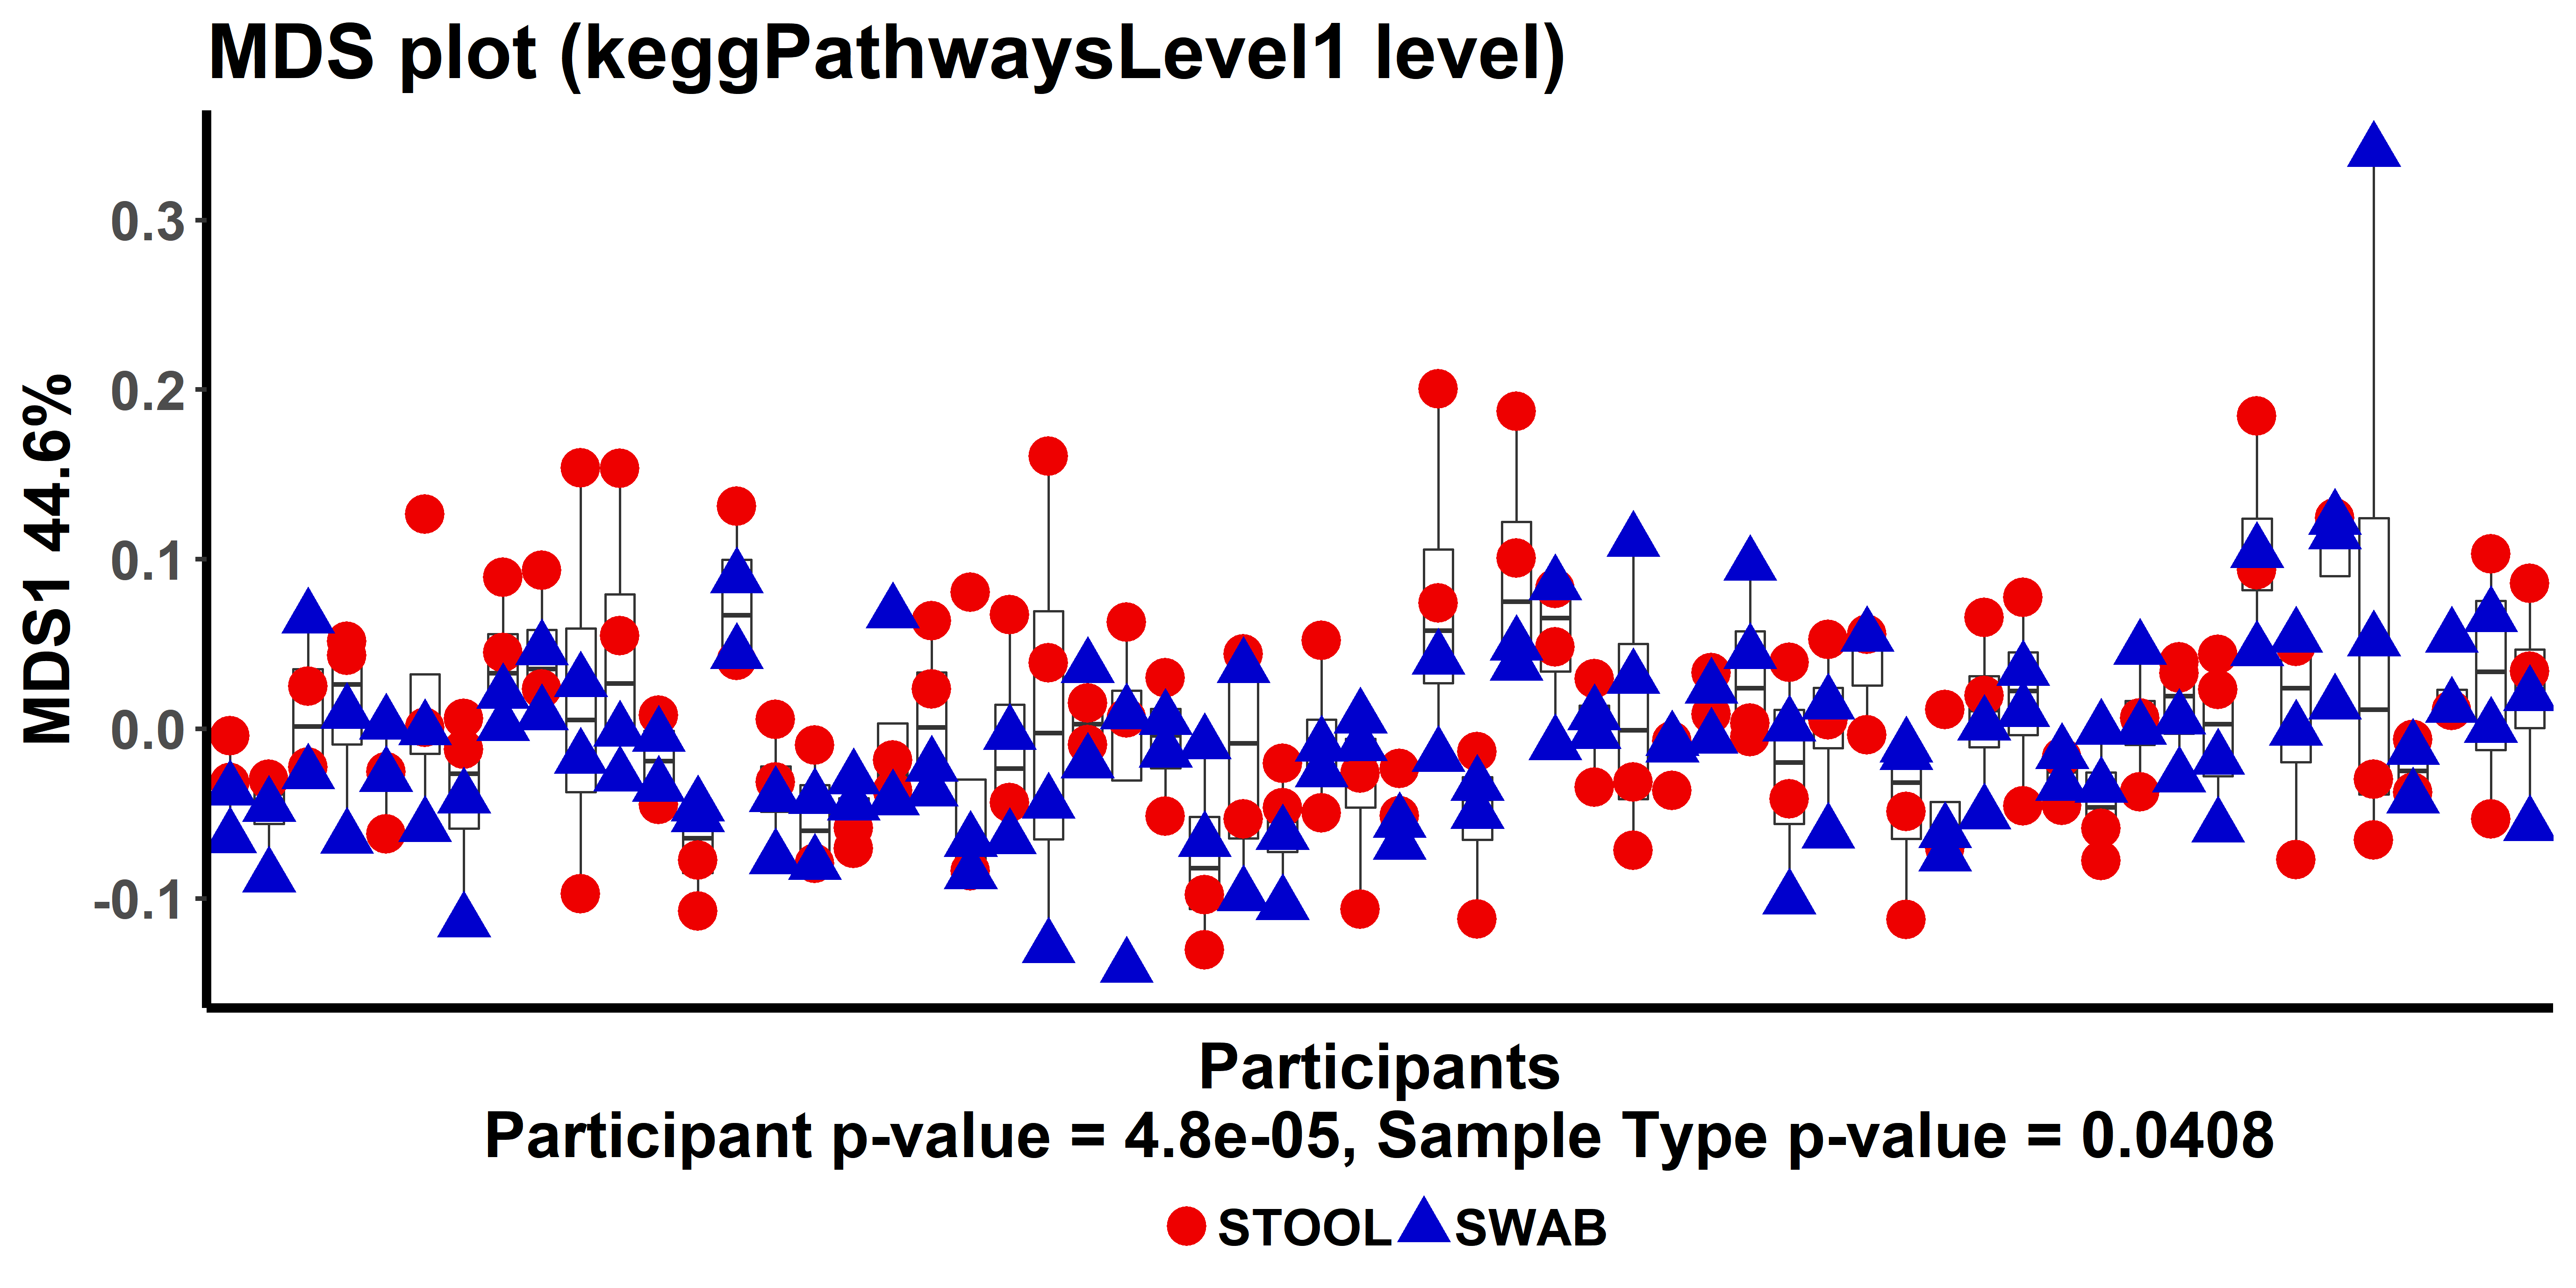 MDS plot (keggPathwaysLevel1 level)
MDS1 44.6%
0.3
0.2
0.1
0.0
-0.1
Participants
Participant p-value = 4.8e-05, Sample Type p-value = 0.0408
STOOL SWAB